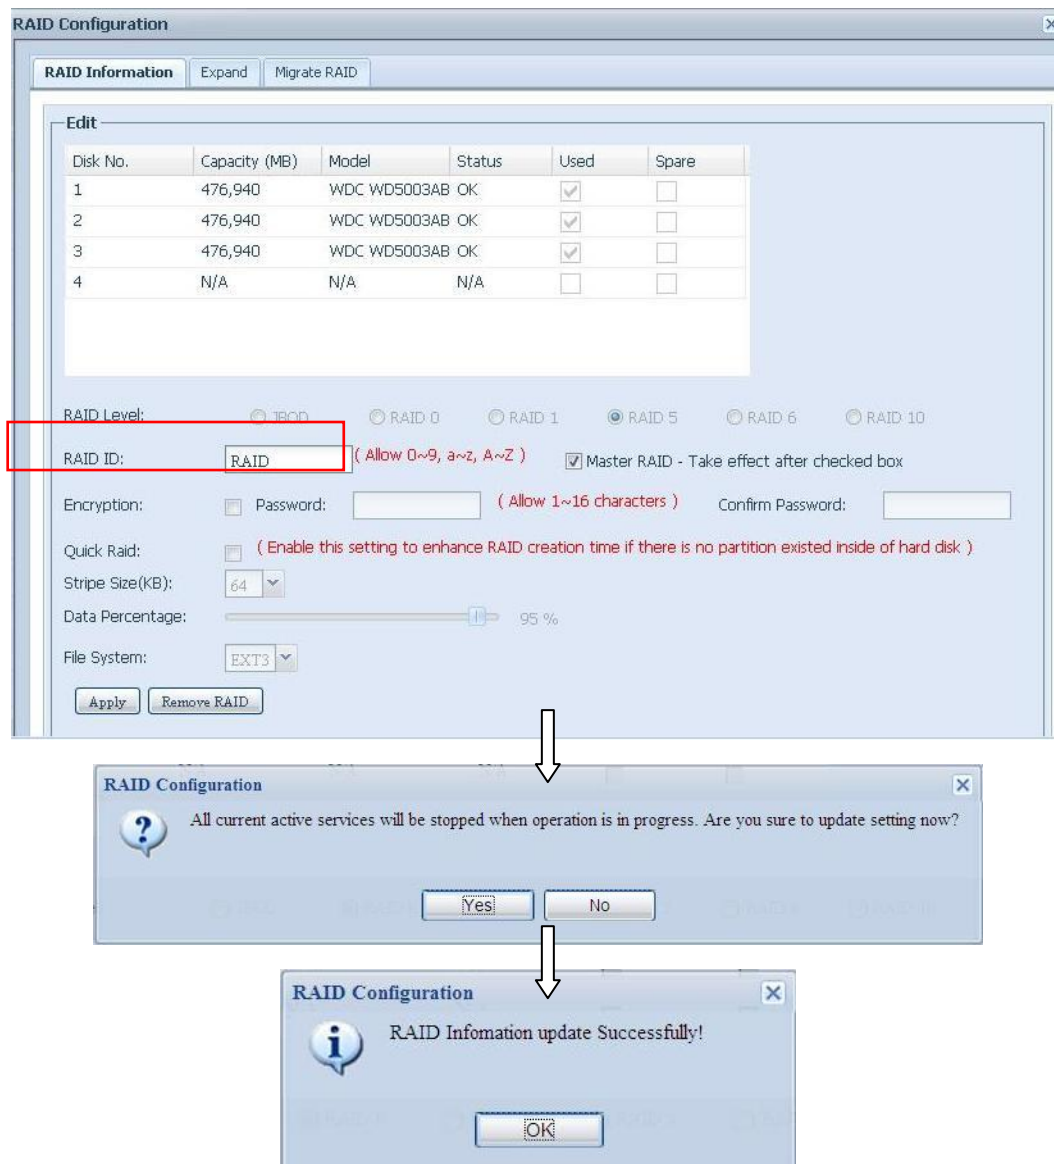 RAID Configuration
RAID Information Expand Migrate RAID
Edit
Disk No. Capacity (MB) Model Status Used Spare
1 476,940 WDC WD5003AB OK
2 476,940 WDC WD5003AB OK
3 476,940 WDC WD5003AB OK
4 N/A N/A N/A
RAID Level: JBOD RAID 0 RAID 1 RAID 5 RAID 6 RAID 10
RAID ID: RAID ( Allow 0~9, a~z, A~Z ) Master RAID - Take effect after checked box
Encryption: Password: ( Allow 1~16 characters ) Confirm Password:
Quick Raid: ( Enable this setting to enhance RAID creation time if there is no partition existed inside of hard disk )
Stripe Size(KB): 64
Data Percentage: 95 %
File System: EXT3
Apply Remove RAID
RAID Configuration
All current active services will be stopped when operation is in progress. Are you sure to update setting now?
Yes No
RAID Configuration
RAID Infomation update Successfully!
OK